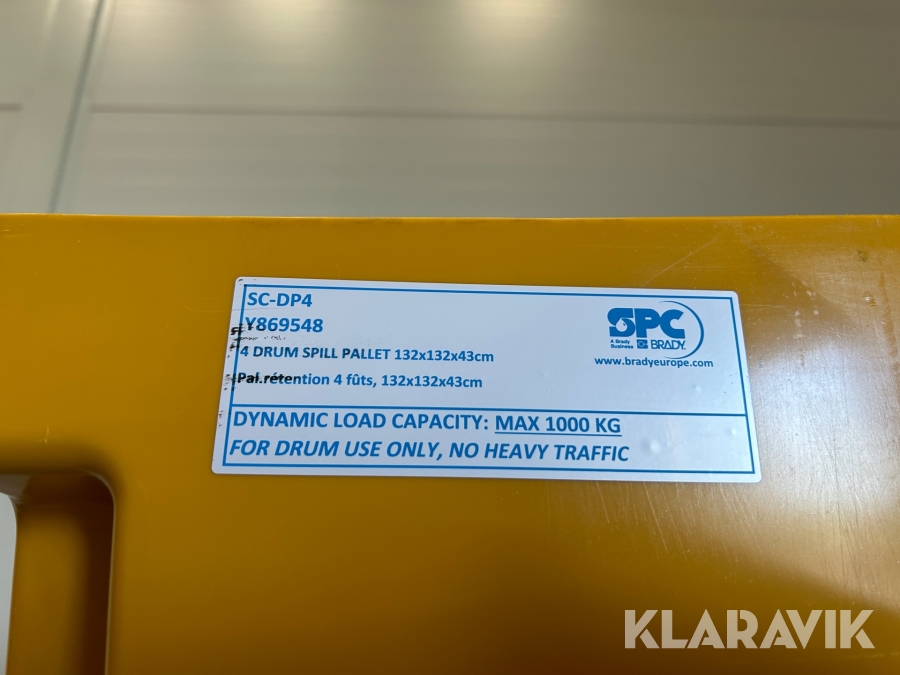 SC-DP4
Y869548
4 DRUM SPILL PALLET 132x132x43cm
Pal.rétention 4 fûts, 132x132x43cm
SPC
A Brady Business
BRADY
www.bradyeurope.com
DYNAMIC LOAD CAPACITY: MAX 1000 KG
FOR DRUM USE ONLY, NO HEAVY TRAFFIC
KLARAVIK